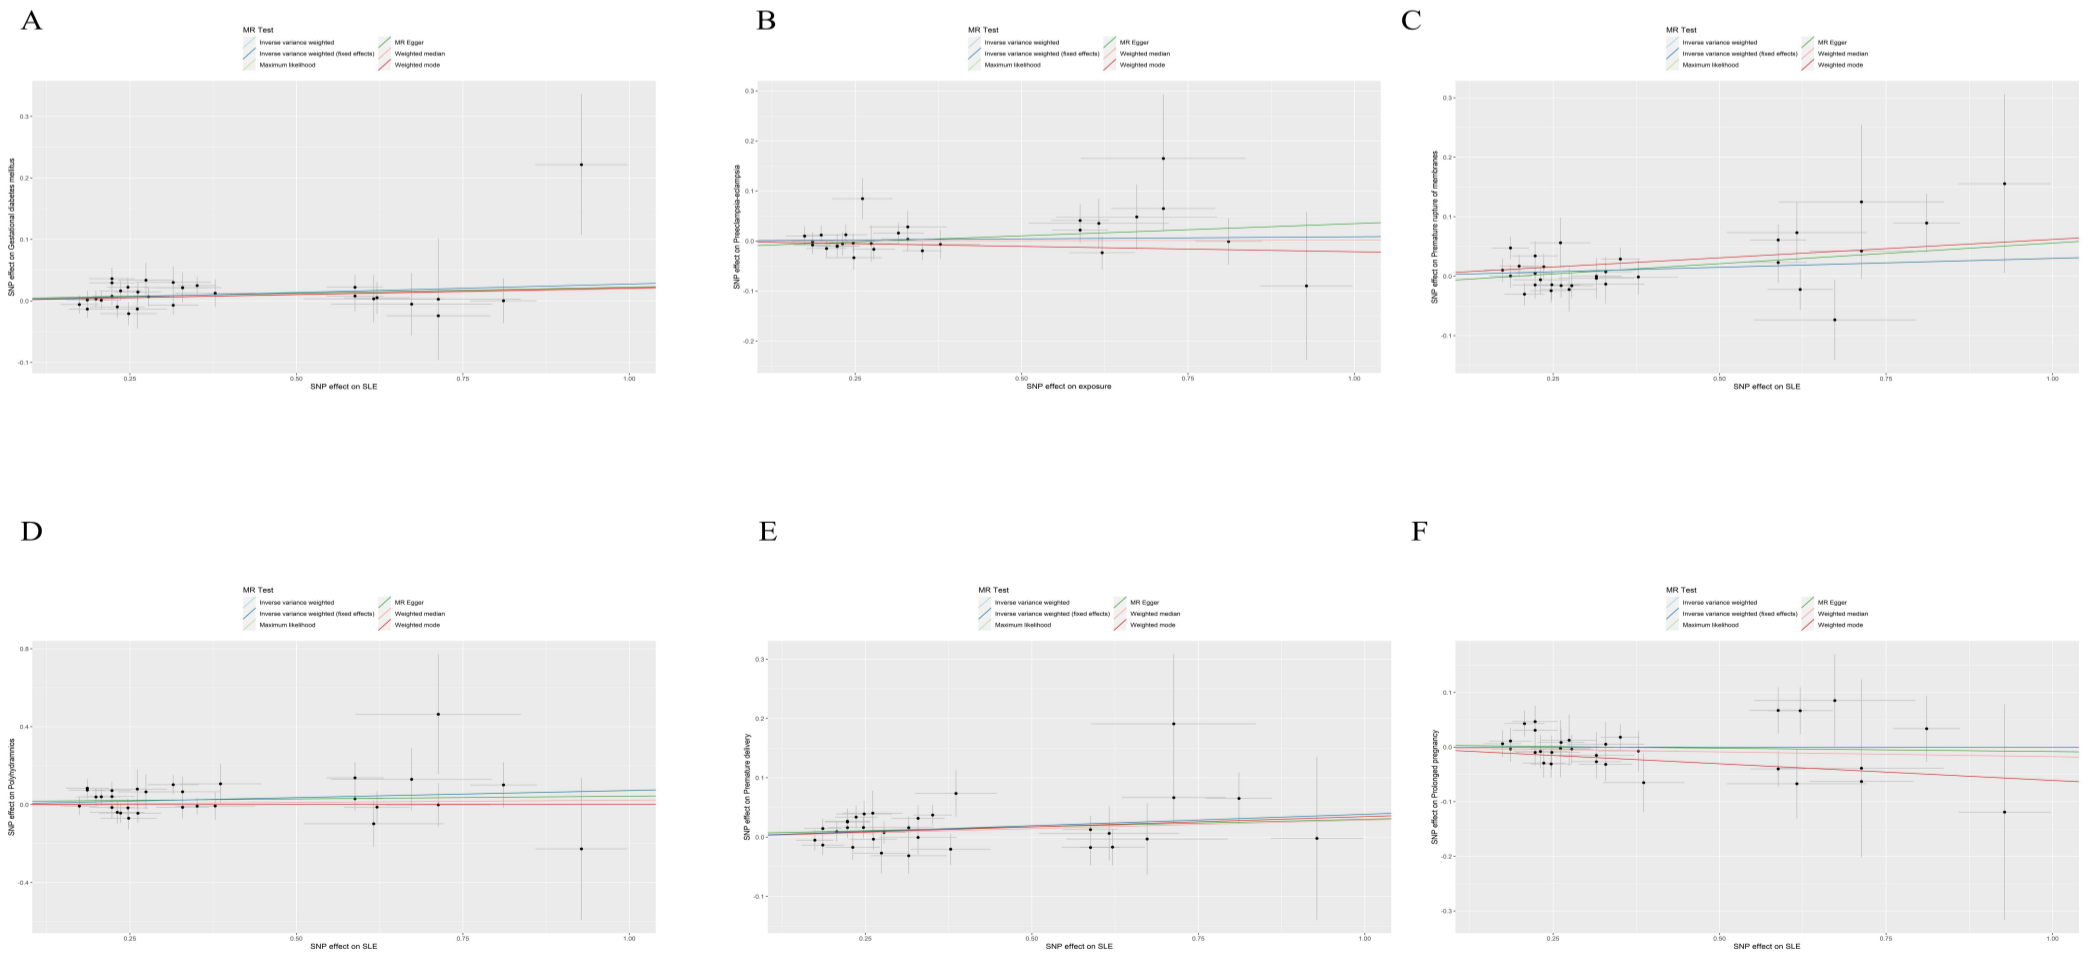 A
MR Test
Inverse variance weighted
MR Egger
Inverse variance weighted (fixed effects)
Weighted median
Maximum likelihood
Weighted mode
SNP effect on Gestational diabetes mellitus
0.3
0.2
0.1
0.0
-0.1
0.25
0.50
0.75
1.00
SNP effect on SLE
B
MR Test
Inverse variance weighted
MR Egger
Inverse variance weighted (fixed effects)
Weighted median
Maximum likelihood
Weighted mode
SNP effect on Preeclampsia-eclampsia
0.3
0.2
0.1
0.0
-0.1
-0.2
0.25
0.50
0.75
1.00
SNP effect on exposure
C
MR Test
Inverse variance weighted
MR Egger
Inverse variance weighted (fixed effects)
Weighted median
Maximum likelihood
Weighted mode
SNP effect on Premature rupture of membranes
0.3
0.2
0.1
0.0
-0.1
0.25
0.50
0.75
1.00
SNP effect on SLE
D
MR Test
Inverse variance weighted
MR Egger
Inverse variance weighted (fixed effects)
Weighted median
Maximum likelihood
Weighted mode
SNP effect on Polyhydramnios
0.8
0.4
0.0
-0.4
0.25
0.50
0.75
1.00
SNP effect on SLE
E
MR Test
Inverse variance weighted
MR Egger
Inverse variance weighted (fixed effects)
Weighted median
Maximum likelihood
Weighted mode
SNP effect on Premature delivery
0.3
0.2
0.1
0.0
-0.1
0.25
0.50
0.75
1.00
SNP effect on SLE
F
MR Test
Inverse variance weighted
MR Egger
Inverse variance weighted (fixed effects)
Weighted median
Maximum likelihood
Weighted mode
SNP effect on Prolonged pregnancy
0.1
0.0
-0.1
-0.2
-0.3
0.25
0.50
0.75
1.00
SNP effect on SLE